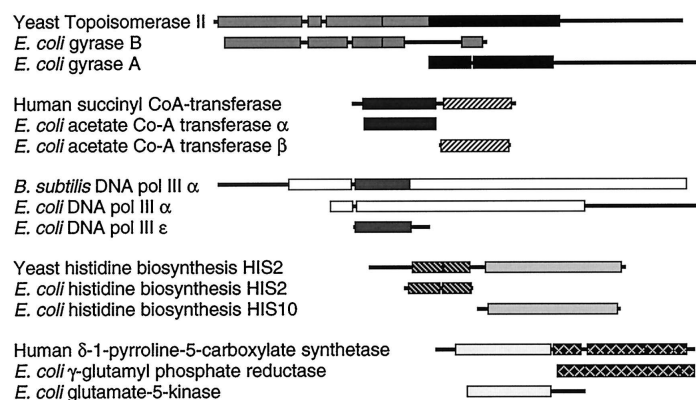 Yeast Topoisomerase II
E. coli gyrase B
E. coli gyrase A
Human succinyl CoA-transferase
E. coli acetate Co-A transferase α
E. coli acetate Co-A transferase β
B. subtilis DNA pol III α
E. coli DNA pol III α
E. coli DNA pol III ε
Yeast histidine biosynthesis HIS2
E. coli histidine biosynthesis HIS2
E. coli histidine biosynthesis HIS10
Human δ-1-pyrroline-5-carboxylate synthetase
E. coli γ-glutamyl phosphate reductase
E. coli glutamate-5-kinase